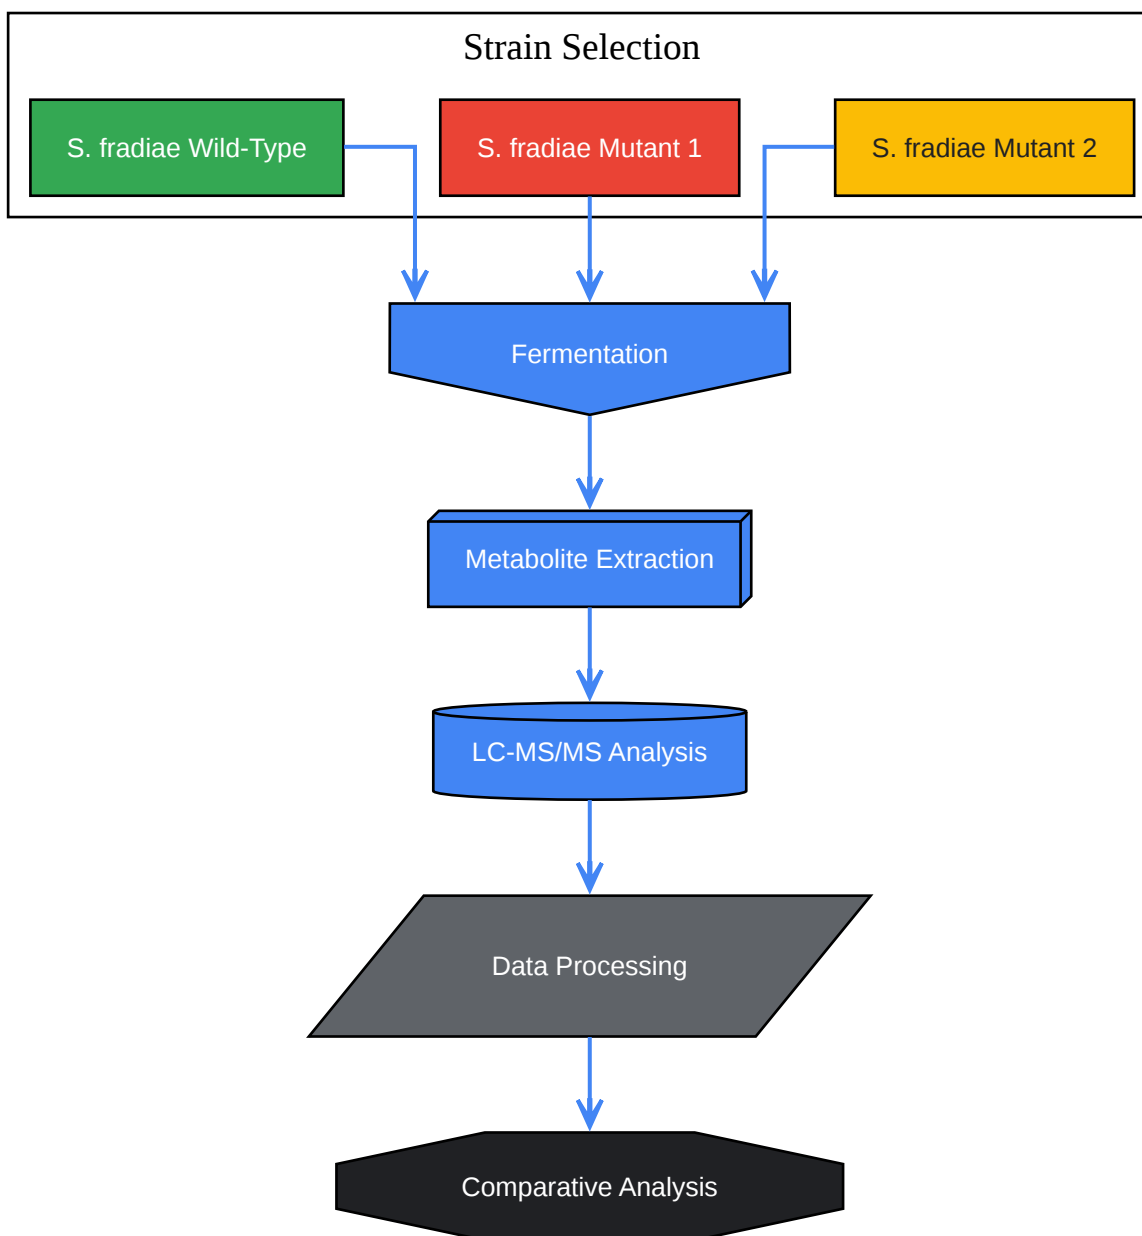 Strain Selection
S. fradiae Wild-Type
S. fradiae Mutant 1
S. fradiae Mutant 2
Fermentation
Metabolite Extraction
LC-MS/MS Analysis
Data Processing
Comparative Analysis